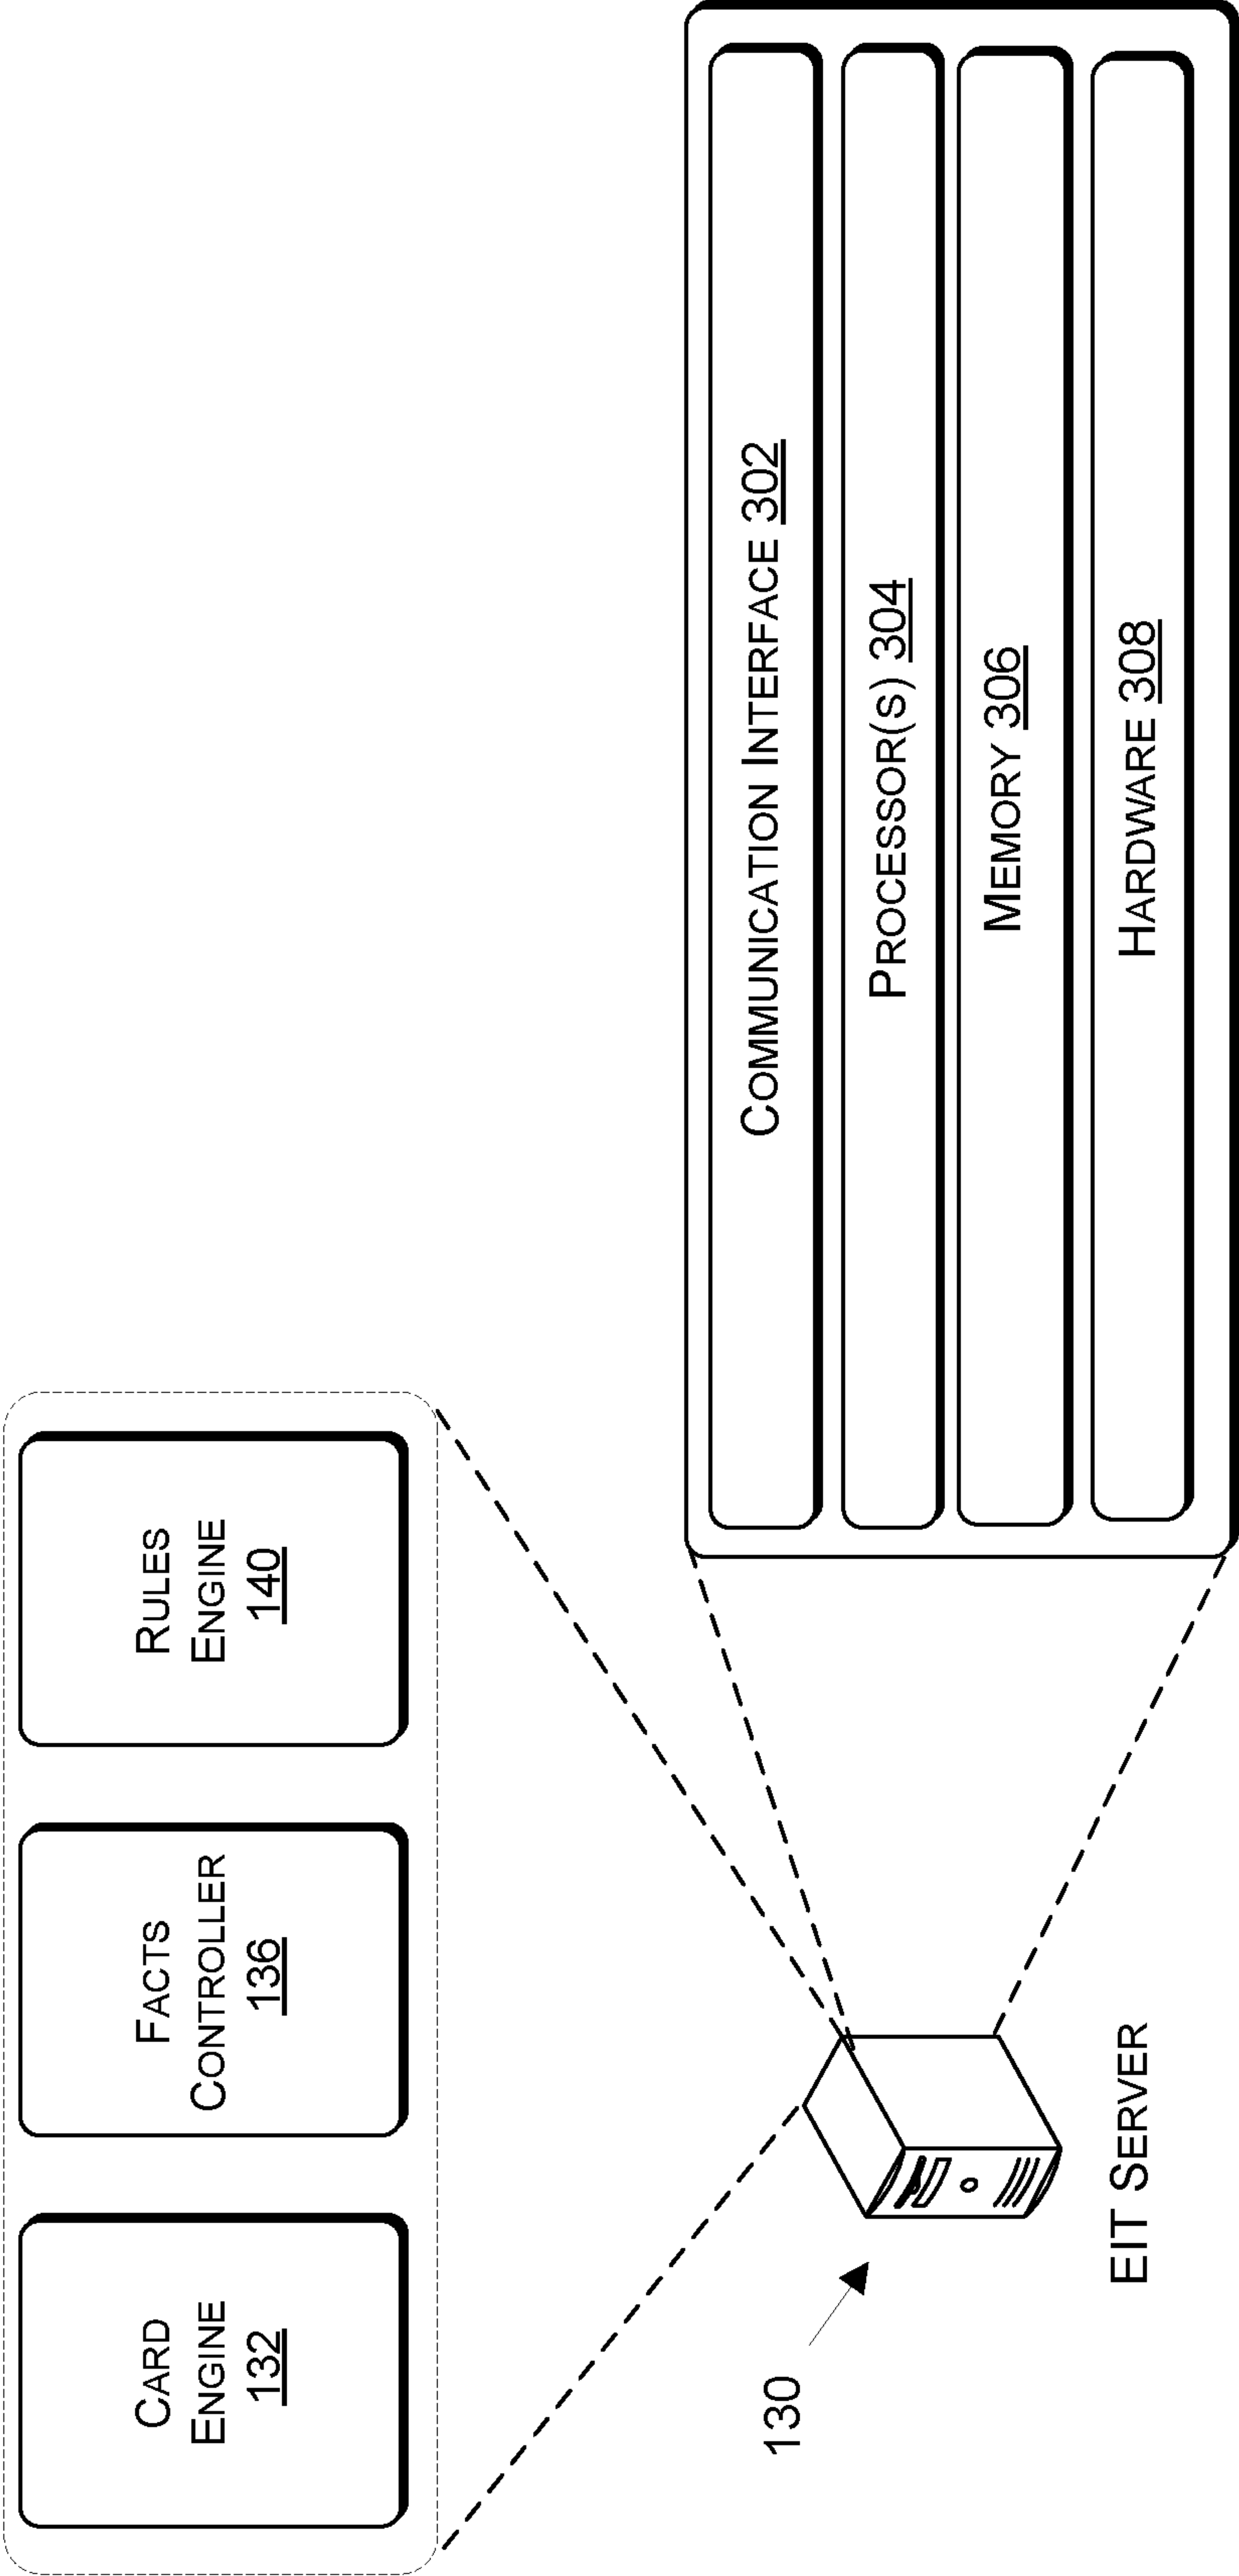 CARD
ENGINE
132
FACTS
CONTROLLER
136
RULES
ENGINE
140
130
EIT SERVER
COMMUNICATION INTERFACE 302
PROCESSOR(S) 304
MEMORY 306
HARDWARE 308